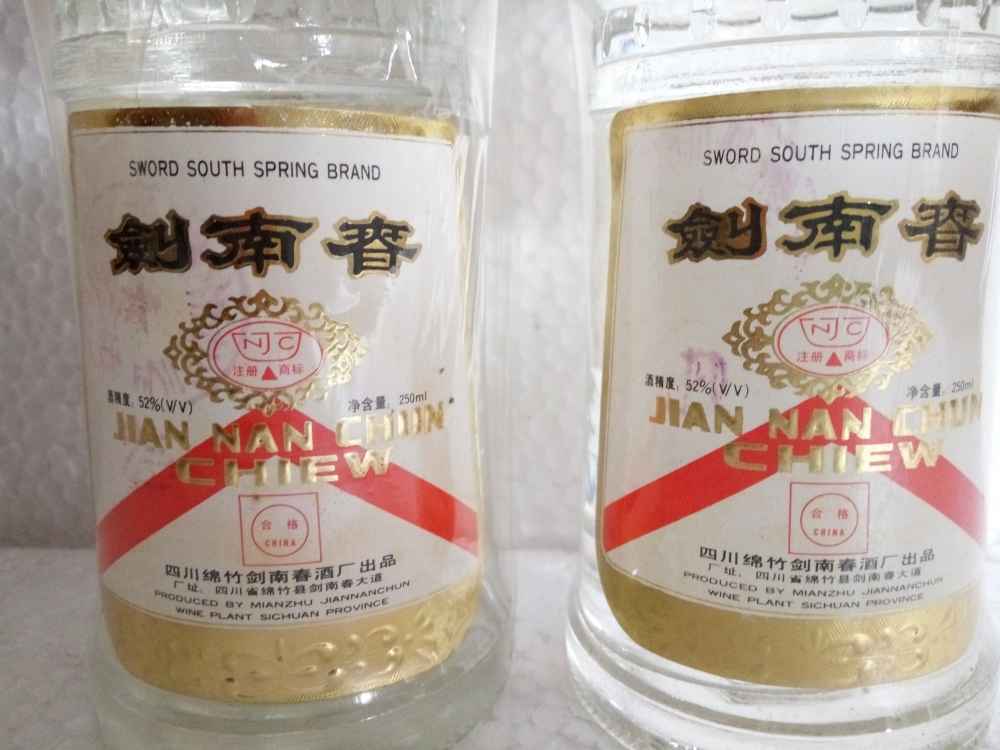 SWORD SOUTH SPRING BRAND
劍南春
NJC
注册 商标
酒精度: 52%(V/V) 净含量: 250ml
JIAN NAN CHUN
CHIEW
合格
CHINA
四川绵竹剑南春酒厂出品
厂址: 四川省绵竹县剑南春大道
PRODUCED BY MIANZHU JIANNANCHUN
WINE PLANT SICHUAN PROVINCE
SWORD SOUTH SPRING BRAND
劍南春
NJC
注册 商标
酒精度: 52%(V/V) 净含量: 250ml
JIAN NAN CHUN
CHIEW
合格
CHINA
四川绵竹剑南春酒厂出品
厂址: 四川省绵竹县剑南春大道
PRODUCED BY MIANZHU JIANNANCHUN
WINE PLANT SICHUAN PROVINCE